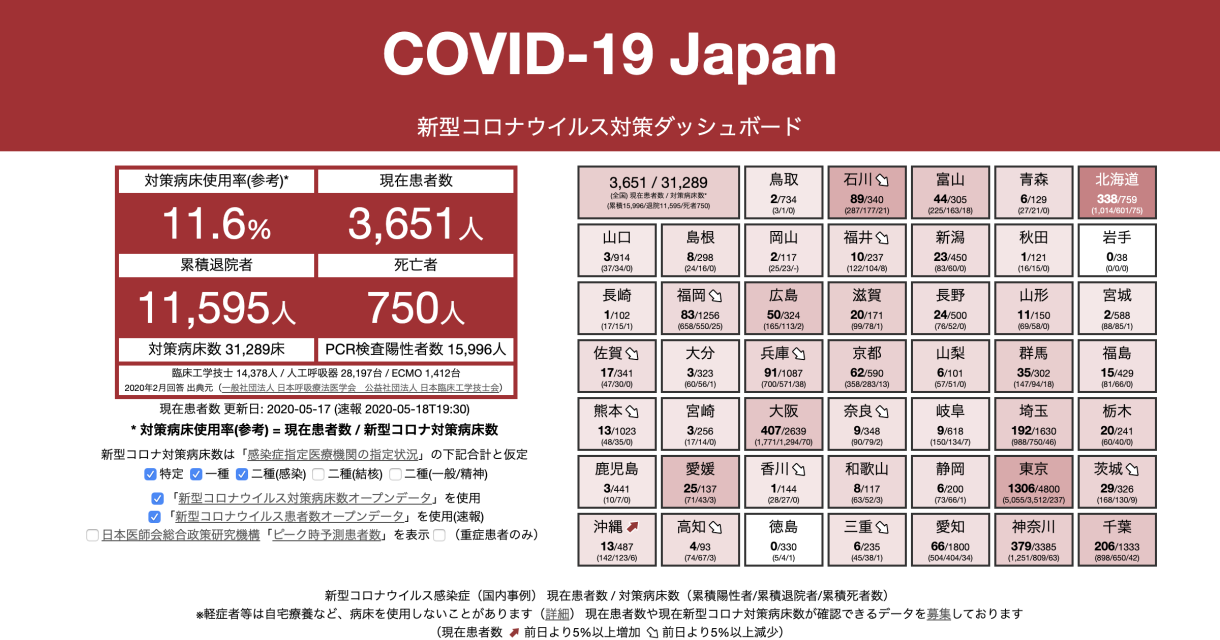 COVID-19 Japan
新型コロナウイルス対策ダッシュボード
対策病床使用率(参考)*
現在患者数
11.6%
3,651人
累積退院者
死亡者
11,595人
750人
対策病床数 31,289床
PCR検査陽性者数 15,996人
臨床工学技士 14,378人 / 人工呼吸器 28,197台 / ECMO 1,412台
2020年2月回答 出典元 (一般社団法人 日本呼吸療法医学会　公益社団法人 日本臨床工学技士会)
現在患者数 更新日: 2020-05-17 (速報 2020-05-18T19:30)
* 対策病床使用率(参考) = 現在患者数 / 新型コロナ対策病床数
新型コロナ対策病床数は「感染症指定医療機関の指定状況」の下記合計と仮定
特定 一種 二種(感染) 二種(結核) 二種(一般/精神)
「新型コロナウイルス対策病床数オープンデータ」を使用
「新型コロナウイルス患者数オープンデータ」を使用(速報)
日本医師会総合政策研究機構「ピーク時予測患者数」を表示 （重症患者のみ）
3,651 / 31,289
(全国) 現在患者数 / 対策病床数*
(累積15,996/退院11,595/死者750)
鳥取
2/734
(3/1/0)
石川
89/340
(287/177/21)
富山
44/305
(225/163/18)
青森
6/129
(27/21/0)
北海道
338/759
(1,014/601/75)
山口
3/914
(37/34/0)
島根
8/298
(24/16/0)
岡山
2/117
(25/23/-)
福井
10/237
(122/104/8)
新潟
23/450
(83/60/0)
秋田
1/121
(16/15/0)
岩手
0/38
(0/0/0)
長崎
1/102
(17/15/1)
福岡
83/1256
(658/550/25)
広島
50/324
(165/113/2)
滋賀
20/171
(99/78/1)
長野
24/500
(76/52/0)
山形
11/150
(69/58/0)
宮城
2/588
(88/85/1)
佐賀
17/341
(47/30/0)
大分
3/323
(60/56/1)
兵庫
91/1087
(700/571/38)
京都
62/590
(358/283/13)
山梨
6/101
(57/51/0)
群馬
35/302
(147/94/18)
福島
15/429
(81/66/0)
熊本
13/1023
(48/35/0)
宮崎
3/256
(17/14/0)
大阪
407/2639
(1,771/1,294/70)
奈良
9/348
(90/79/2)
岐阜
9/618
(150/134/7)
埼玉
192/1630
(988/750/46)
栃木
20/241
(60/40/0)
鹿児島
3/441
(10/7/0)
愛媛
25/137
(71/43/3)
香川
1/144
(28/27/0)
和歌山
8/117
(63/52/3)
静岡
6/200
(73/66/1)
東京
1306/4800
(5,055/3,512/237)
茨城
29/326
(168/130/9)
沖縄
13/487
(142/123/6)
高知
4/93
(74/67/3)
徳島
0/330
(5/4/1)
三重
6/235
(45/38/1)
愛知
66/1800
(504/404/34)
神奈川
379/3385
(1,251/809/63)
千葉
206/1333
(898/650/42)
新型コロナウイルス感染症（国内事例） 現在患者数 / 対策病床数（累積陽性者/累積退院者/累積死者数）
※軽症者等は自宅療養など、病床を使用しないことがあります（詳細） 現在患者数や現在新型コロナ対策病床数が確認できるデータを募集しております
（現在患者数 前日より5%以上増加 前日より5%以上減少）